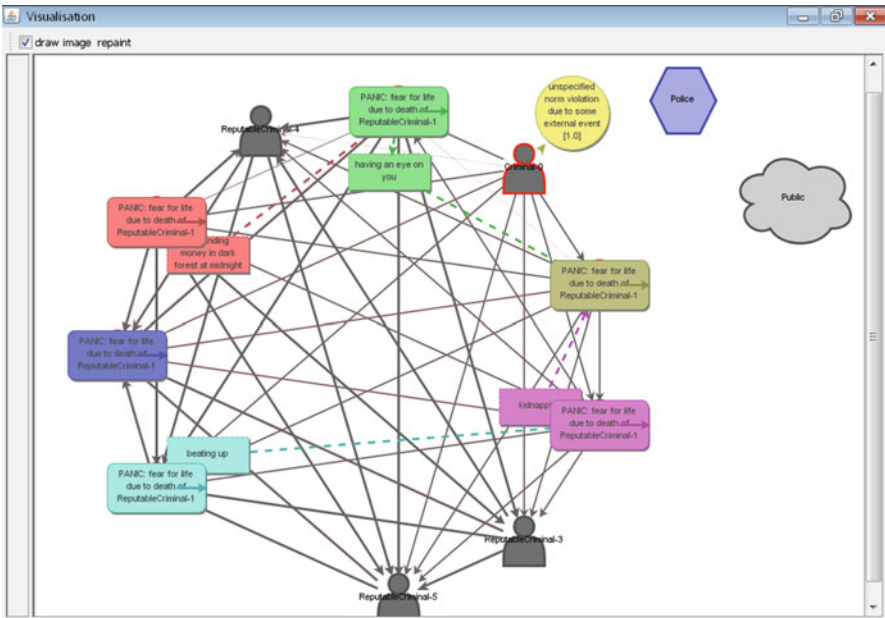 Visualisation
draw image repaint
PANIC: fear for life
due to death of
ReputableCriminal-1
unspecified
norm violation
due to some
external event
[1.0]
Police
ReputableCriminal-4
having an eye on
you
Criminal-0
Public
PANIC: fear for life
due to death of
ReputableCriminal-1
money in dark
forest at midnight
PANIC: fear for life
due to death of
ReputableCriminal-1
PANIC: fear for life
due to death of
ReputableCriminal-1
PANIC: fear for life
due to death of
ReputableCriminal-1
beating up
PANIC: fear for life
due to death of
ReputableCriminal-1
ReputableCriminal-3
ReputableCriminal-5